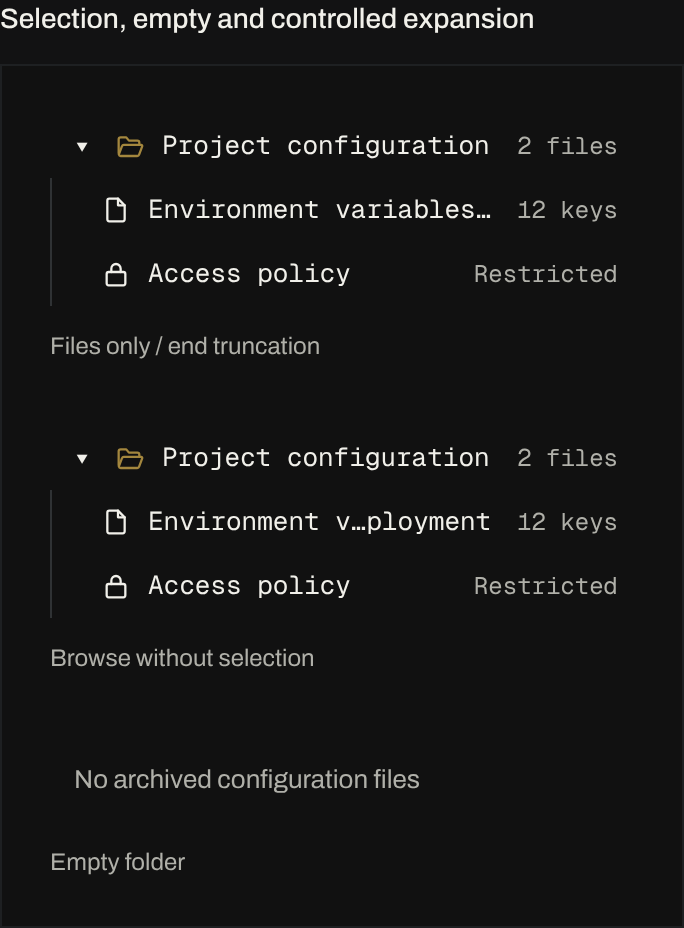 Selection, empty and controlled expansion
Project configuration 2 files
Environment variables… 12 keys
Access policy Restricted
Files only / end truncation
Project configuration 2 files
Environment v…ployment 12 keys
Access policy Restricted
Browse without selection
No archived configuration files
Empty folder